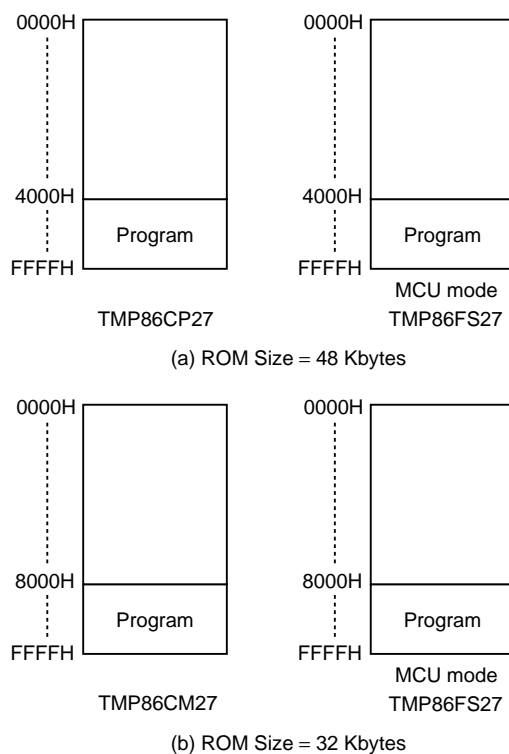 0000H
4000H
Program
FFFFH
TMP86CP27
0000H
4000H
Program
FFFFH
MCU mode
TMP86FS27
(a) ROM Size = 48 Kbytes
0000H
8000H
Program
FFFFH
TMP86CM27
0000H
8000H
Program
FFFFH
MCU mode
TMP86FS27
(b) ROM Size = 32 Kbytes